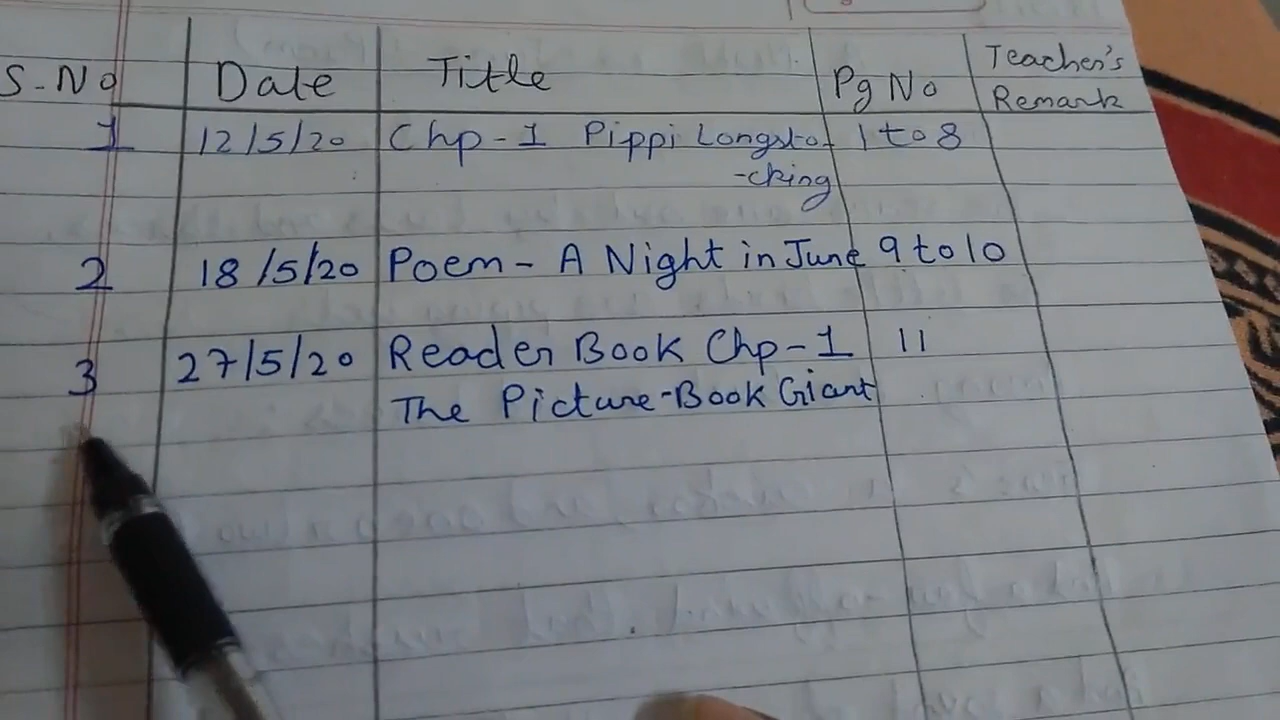 S.No Date Title Pg No Teacher's Remark
1 12/5/20 Chp-1 Pippi Longsto 1 to 8
-cking
2 18/5/20 Poem - A Night in June 9 to 10
3 27/5/20 Reader Book Chp-1 11
The Picture-Book Giant